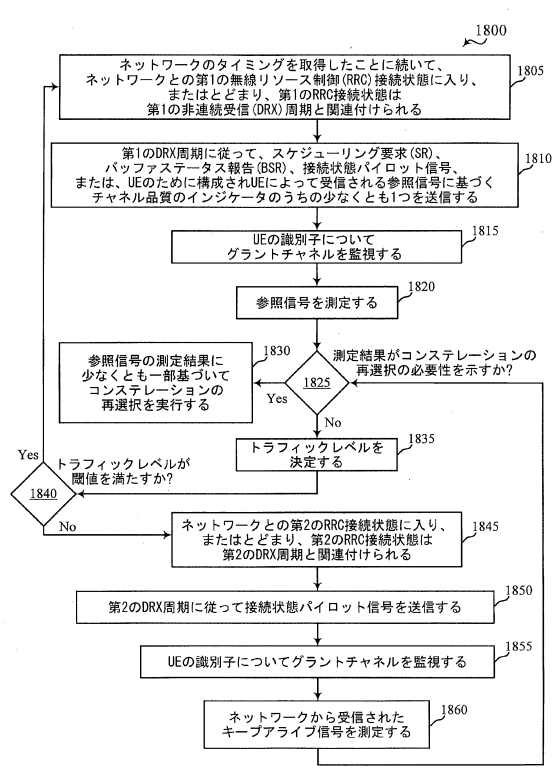 1800
ネットワークのタイミングを取得したことに続いて、
ネットワークとの第1の無線リソース制御(RRC)接続状態に入り、
またはとどまり、第1のRRC接続状態は
第1の非連続受信(DRX)周期と関連付けられる
1805
第1のDRX周期に従って、スケジューリング要求(SR)、
バッファステータス報告(BSR)、接続状態パイロット信号、
または、UEのために構成されUEによって受信される参照信号に基づく
チャネル品質のインジケータのうちの少なくとも1つを送信する
1810
UEの識別子について
グラントチャネルを監視する
1815
参照信号を測定する
1820
測定結果がコンステレーションの
再選択の必要性を示すか?
1825
Yes
No
参照信号の測定結果に
少なくとも一部基づいて
コンステレーションの
再選択を実行する
1830
トラフィックレベルを
決定する
1835
トラフィックレベルが
閾値を満たすか?
1840
Yes
No
ネットワークとの第2のRRC接続状態に入り、
またはとどまり、第2のRRC接続状態は
第2のDRX周期と関連付けられる
1845
第2のDRX周期に従って接続状態パイロット信号を送信する
1850
UEの識別子についてグラントチャネルを監視する
1855
ネットワークから受信された
キープアライブ信号を測定する
1860